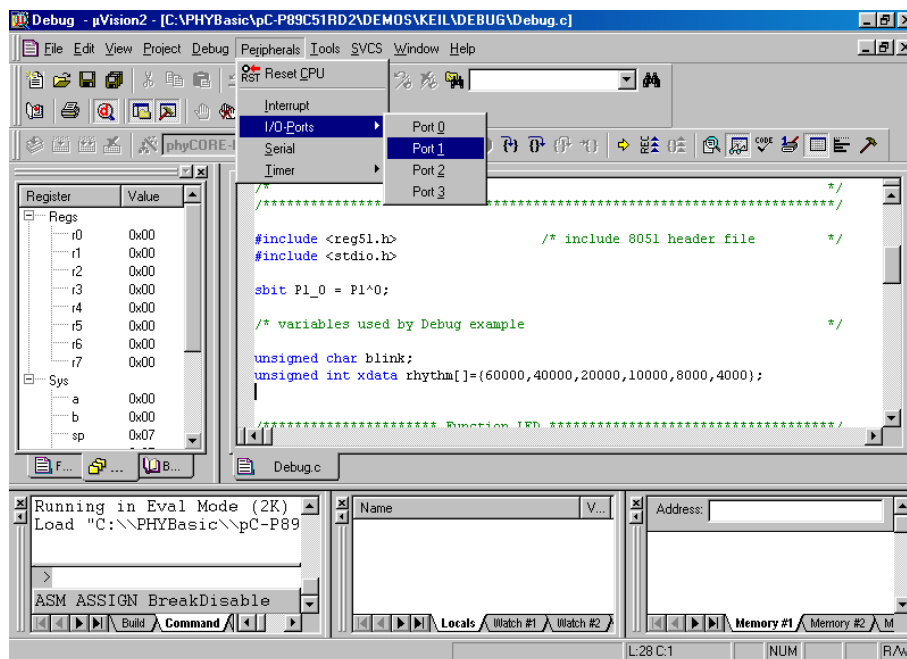 Debug - µVision2 - [C:\PHYBasic\pC-P89C51RD2\DEMOS\KEIL\DEBUG\Debug.c]
File Edit View Project Debug Peripherals Tools SVCS Window Help
RST Reset CPU
Interrupt
I/O-Ports
Serial
Timer
Port 0
Port 1
Port 2
Port 3
phyCORE-
CODE
Register Value
Regs
r0 0x00
r1 0x00
r2 0x00
r3 0x00
r4 0x00
r5 0x00
r6 0x00
r7 0x00
Sys
a 0x00
b 0x00
sp 0x07
F... ... B...
/* */
/*****************************************************************************/
#include <reg51.h> /* include 8051 header file */
#include <stdio.h>
sbit P1_0 = P1^0;
/* variables used by Debug example */
unsigned char blink;
unsigned int xdata rhythm[]={60000,40000,20000,10000,8000,4000};
/*********************** Function LED *************************************/
Debug.c
Running in Eval Mode (2K)
Load "C:\\PHYBasic\\pC-P89
>
ASM ASSIGN BreakDisable
Build Command
Name V...
Locals Watch #1 Watch #2
Address:
Memory #1 Memory #2 M
L:28 C:1 NUM R/W